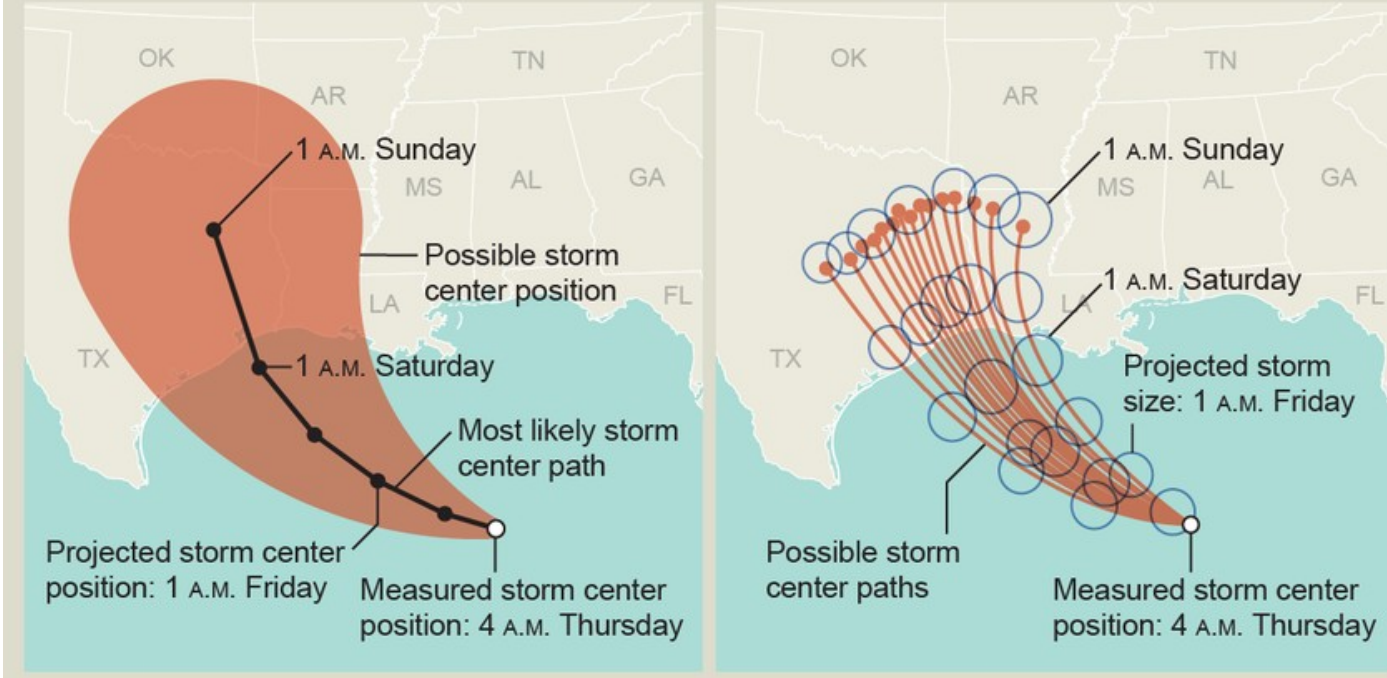 OK
TN
AR
1 A.M. Sunday
MS
AL
GA
Possible storm
center position
LA
FL
TX
1 A.M. Saturday
Most likely storm
center path
Projected storm center
position: 1 A.M. Friday
Measured storm center
position: 4 A.M. Thursday
OK
TN
AR
1 A.M. Sunday
MS
AL
GA
1 A.M. Saturday
LA
FL
TX
Projected storm
size: 1 A.M. Friday
Possible storm
center paths
Measured storm center
position: 4 A.M. Thursday